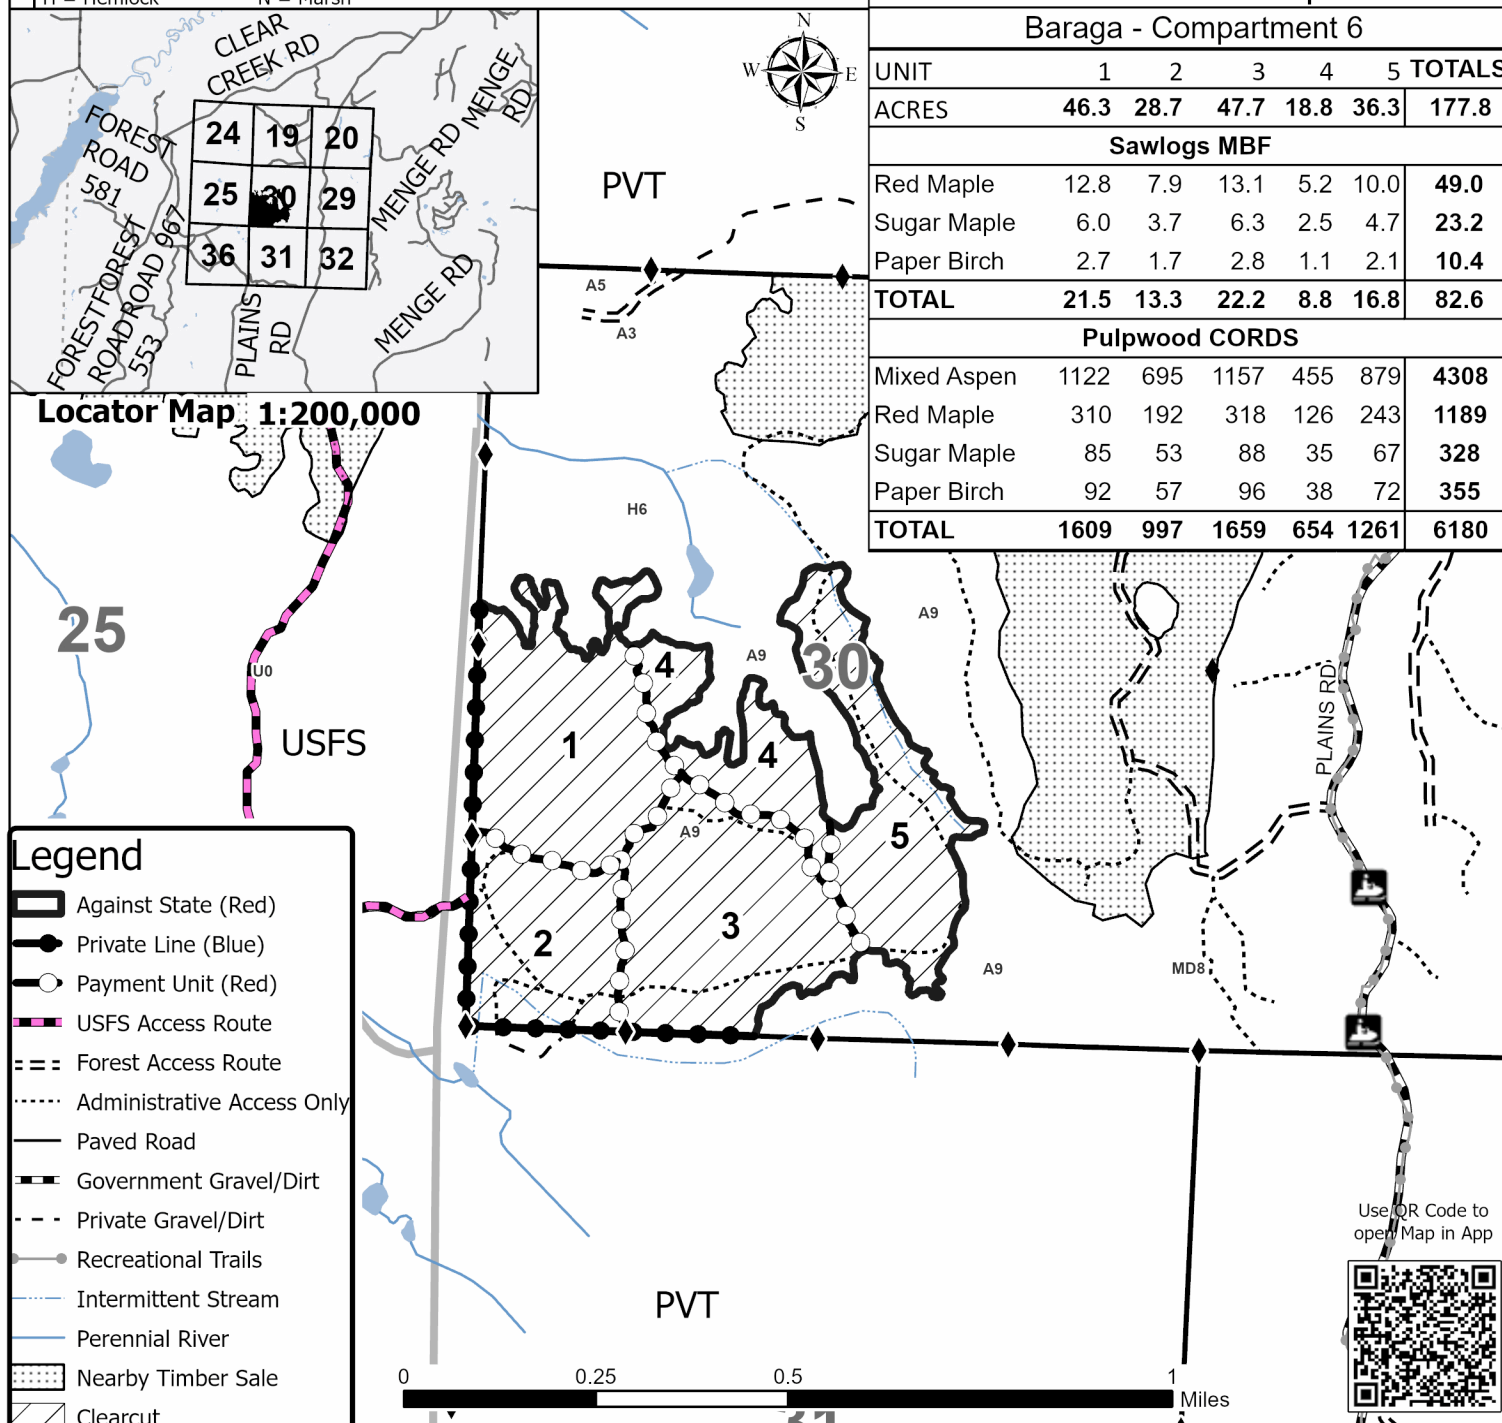 Baraga - Compartment 6
UNIT 1 2 3 4 5 TOTALS
ACRES 46.3 28.7 47.7 18.8 36.3 177.8
Sawlogs MBF
Red Maple 12.8 7.9 13.1 5.2 10.0 49.0
Sugar Maple 6.0 3.7 6.3 2.5 4.7 23.2
Paper Birch 2.7 1.7 2.8 1.1 2.1 10.4
TOTAL 21.5 13.3 22.2 8.8 16.8 82.6
Pulpwood CORDS
Mixed Aspen 1122 695 1157 455 879 4308
Red Maple 310 192 318 126 243 1189
Sugar Maple 85 53 88 35 67 328
Paper Birch 92 57 96 38 72 355
TOTAL 1609 997 1659 654 1261 6180
CLEAR
CREEK RD
MENGE
RD
FOREST
ROAD
581
24 19 20
25 30 29
36 31 32
MENGE RD
MENGE RD
FOREST
FOREST
ROAD 967
ROAD
ROAD
553
PLAINS
RD
Locator Map 1:200,000
N
W E
S
PVT
A5
A3
H6
25
U0
USFS
A9
A9
30
4
1
4
A9
5
2
3
A9
MD8
PLAINS RD
PVT
31
Legend
Against State (Red)
Private Line (Blue)
Payment Unit (Red)
USFS Access Route
Forest Access Route
Administrative Access Only
Paved Road
Government Gravel/Dirt
Private Gravel/Dirt
Recreational Trails
Intermittent Stream
Perennial River
Nearby Timber Sale
Clearcut
0 0.25 0.5 1
Miles
Use QR Code to
open Map in App